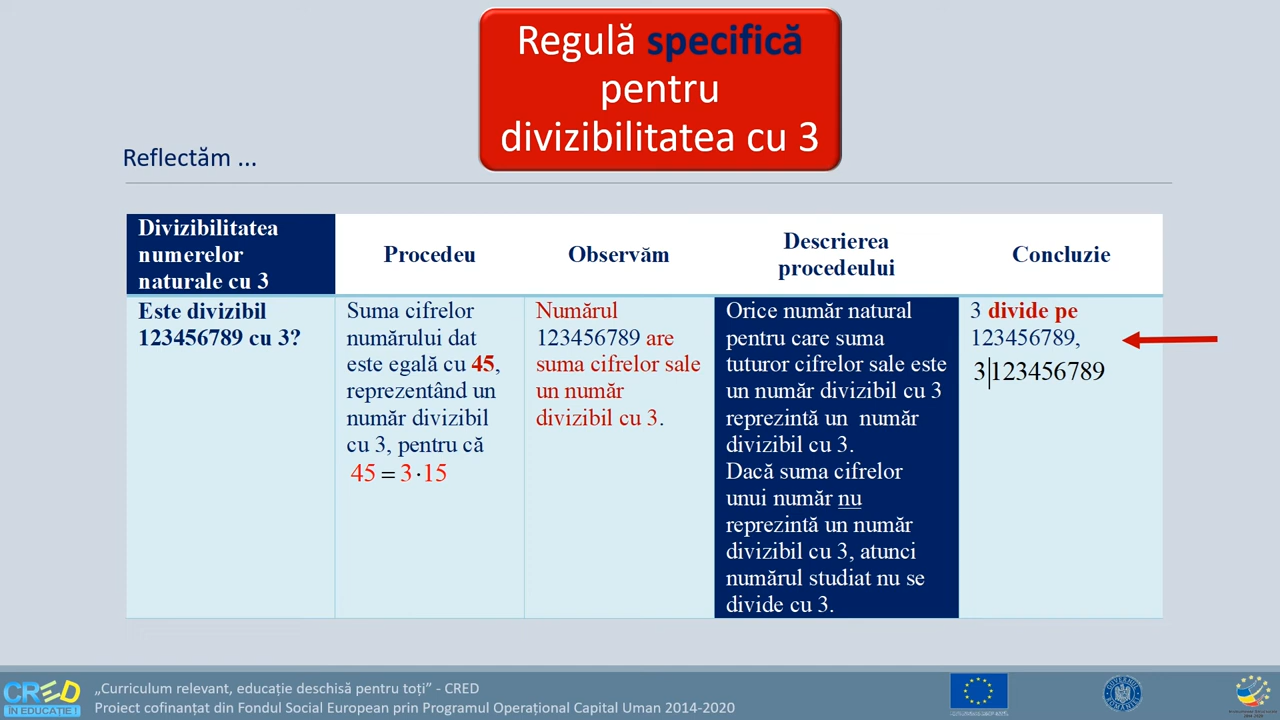 Regulă specifică
pentru
divizibilitatea cu 3
Reflectăm ...
Divizibilitatea
numerelor
naturale cu 3
Procedeu
Observăm
Descrierea
procedeului
Concluzie
Este divizibil
123456789 cu 3?
Suma cifrelor
numărului dat
este egală cu 45,
reprezentând un
număr divizibil
cu 3, pentru că
45 = 3·15
Numărul
123456789 are
suma cifrelor sale
un număr
divizibil cu 3.
Orice număr natural
pentru care suma
tuturor cifrelor sale este
un număr divizibil cu 3
reprezintă un număr
divizibil cu 3.
Dacă suma cifrelor
unui număr nu
reprezintă un număr
divizibil cu 3, atunci
numărul studiat nu se
divide cu 3.
3 divide pe
123456789,
3|123456789
CRED
ÎN EDUCAȚIE !
„Curriculum relevant, educație deschisă pentru toți” - CRED
Proiect cofinanțat din Fondul Social European prin Programul Operațional Capital Uman 2014-2020